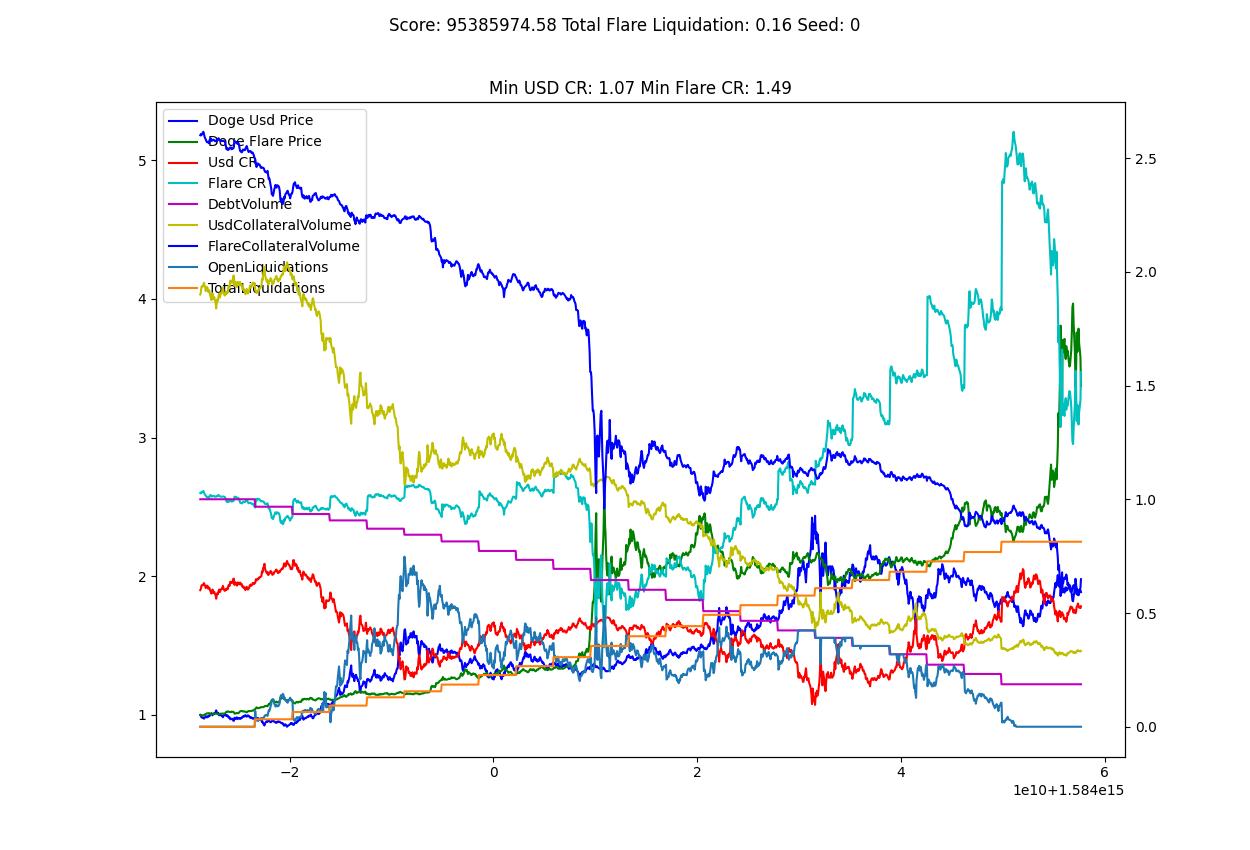 Score: 95385974.58 Total Flare Liquidation: 0.16 Seed: 0
Min USD CR: 1.07 Min Flare CR: 1.49
Doge Usd Price
Doge Flare Price
Usd CR
Flare CR
DebtVolume
UsdCollateralVolume
FlareCollateralVolume
OpenLiquidations
TotalLiquidations
5
4
3
2
1
2.5
2.0
1.5
1.0
0.5
0.0
−2
0
2
4
6
1e10+1.584e15